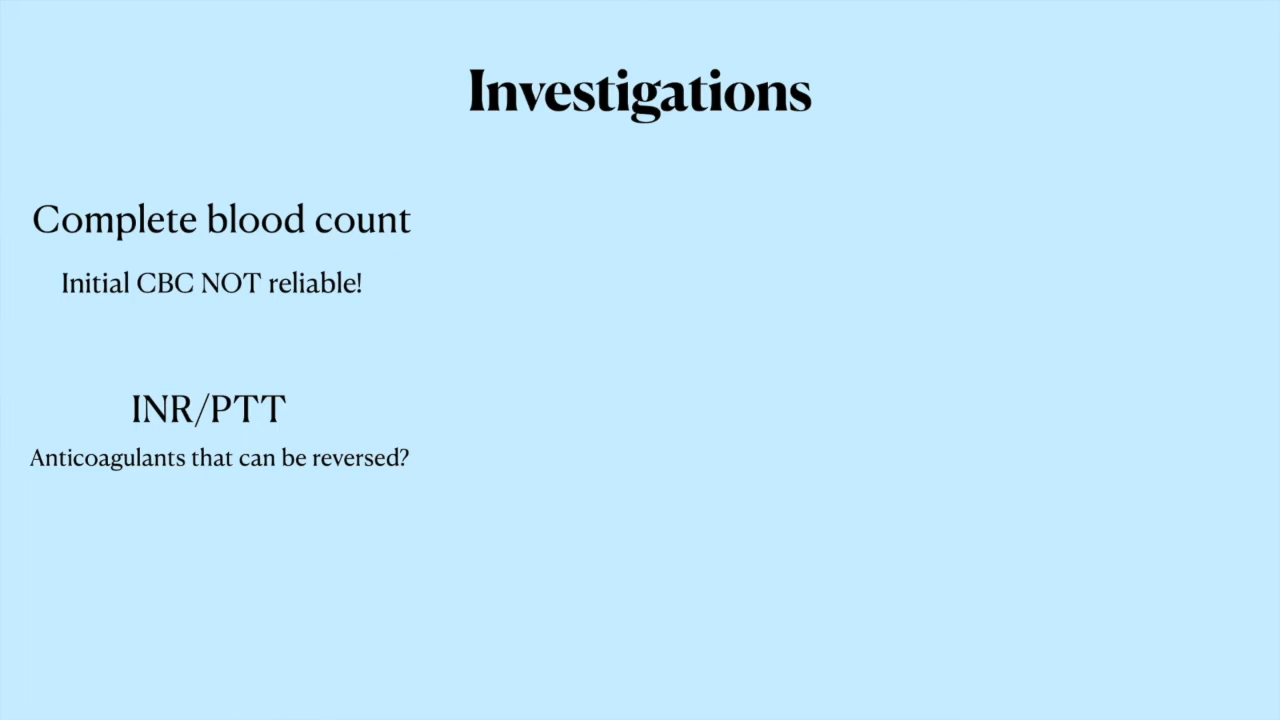 Investigations
Complete blood count
Initial CBC NOT reliable!
INR/PTT
Anticoagulants that can be reversed?